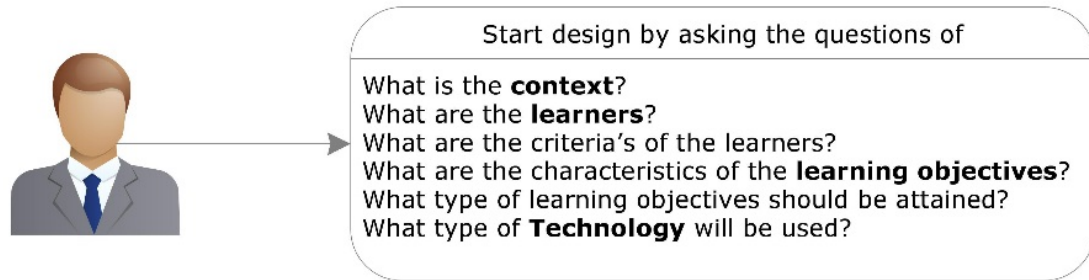 Start design by asking the questions of
What is the context?
What are the learners?
What are the criteria's of the learners?
What are the characteristics of the learning objectives?
What type of learning objectives should be attained?
What type of Technology will be used?